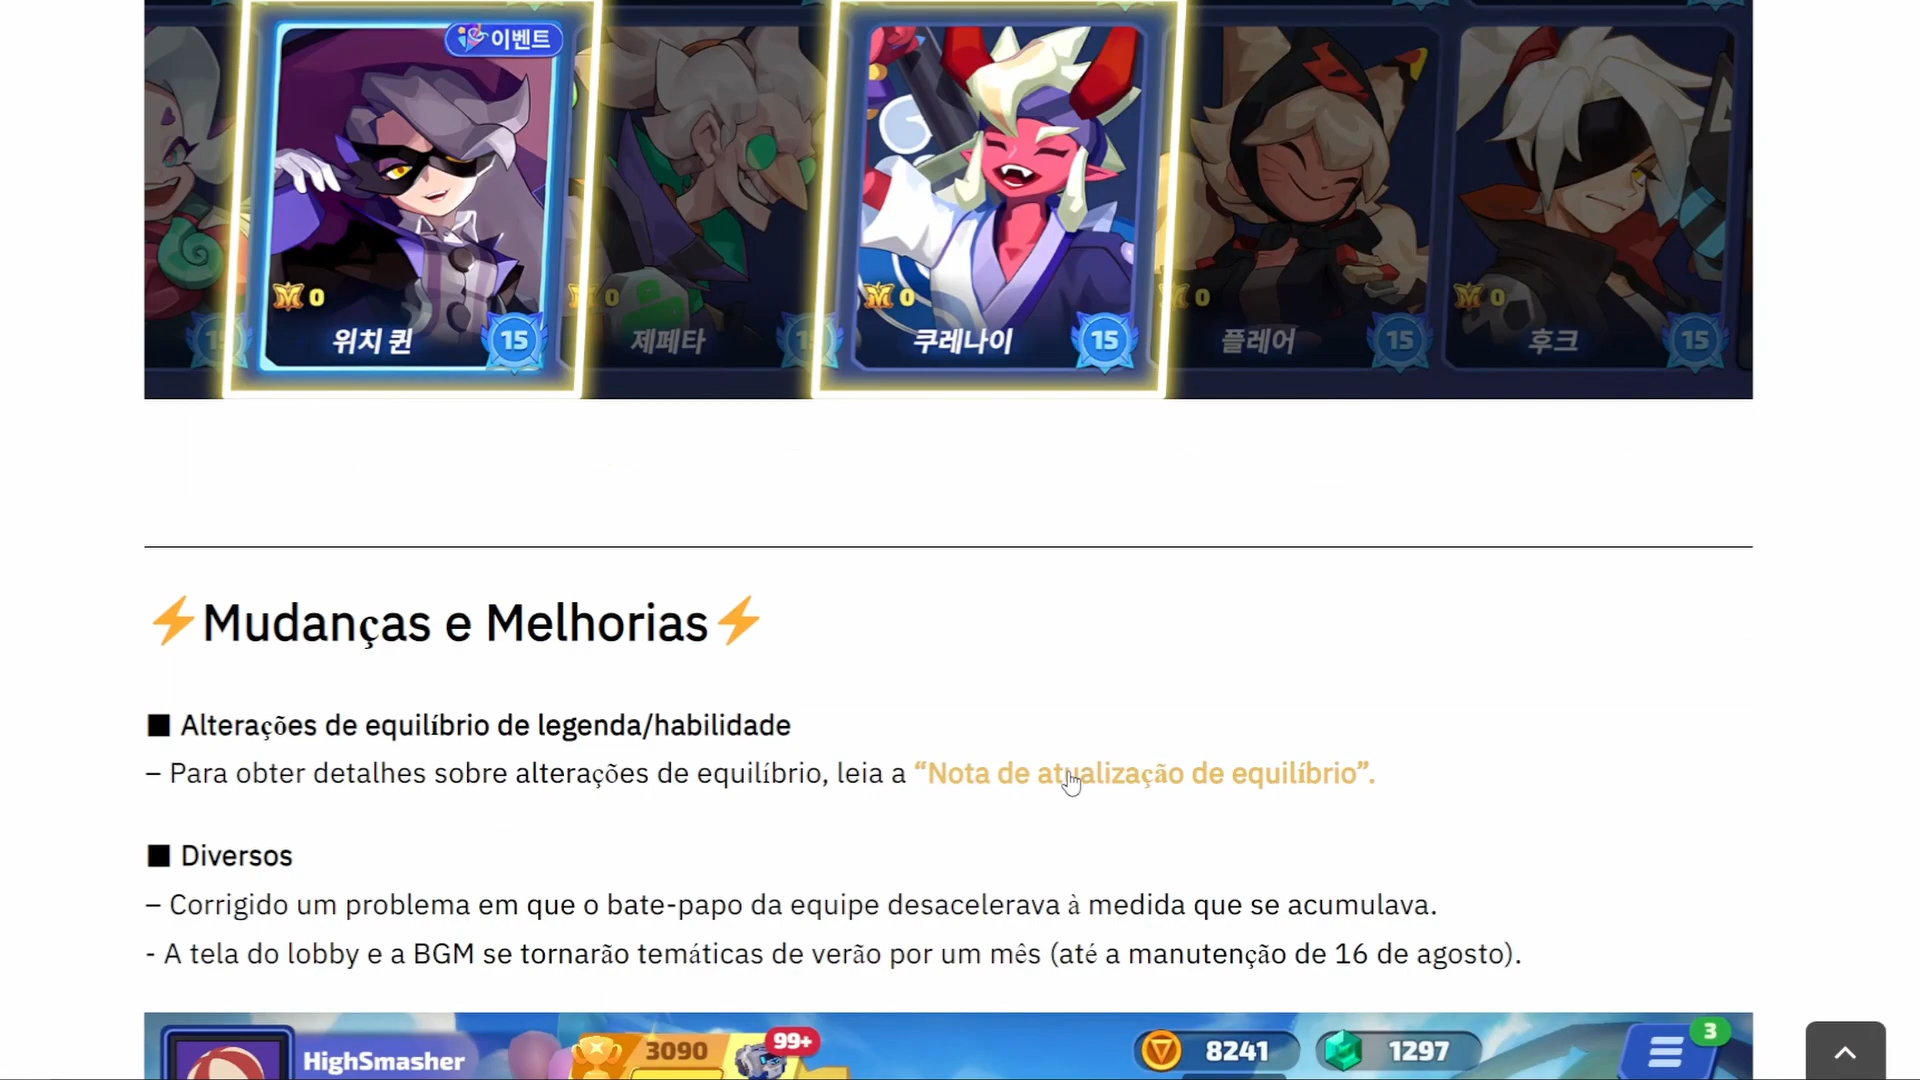 이벤트
0
0
0
0
0
위치 퀸
15
제페타
쿠레나이
15
플레어
15
후크
15
⚡Mudanças e Melhorias⚡
■ Alterações de equilíbrio de legenda/habilidade
– Para obter detalhes sobre alterações de equilíbrio, leia a “Nota de atualização de equilíbrio”.
■ Diversos
– Corrigido um problema em que o bate-papo da equipe desacelerava à medida que se acumulava.
- A tela do lobby e a BGM se tornarão temáticas de verão por um mês (até a manutenção de 16 de agosto).
HighSmasher
3090
99+
8241
1297
3